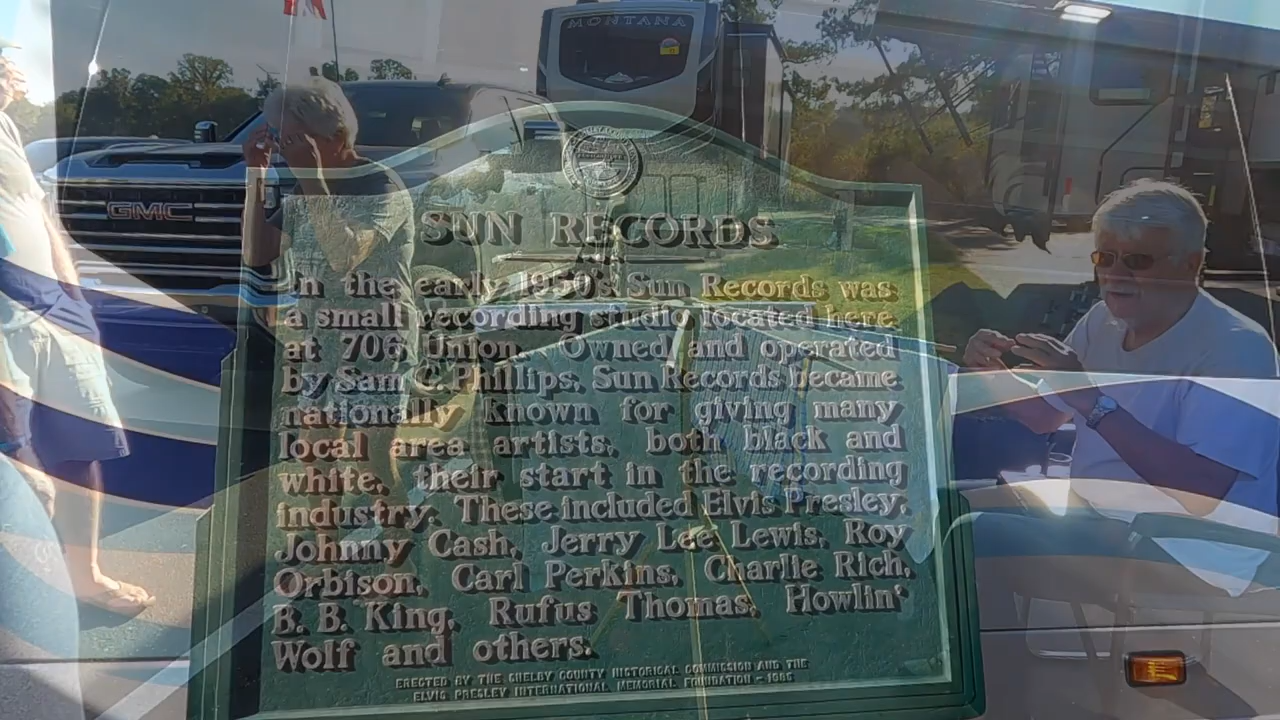 MONTANA
GMC
SUN RECORDS
In the early 1950's Sun Records was
a small recording studio located here
at 706 Union. Owned and operated
by Sam C. Phillips, Sun Records became
nationally known for giving many
local area artists, both black and
white, their start in the recording
industry. These included Elvis Presley,
Johnny Cash, Jerry Lee Lewis, Roy
Orbison, Carl Perkins, Charlie Rich,
B. B. King, Rufus Thomas, Howlin'
Wolf and others.
ERECTED BY THE SHELBY COUNTY HISTORICAL COMMISSION AND THE
ELVIS PRESLEY INTERNATIONAL MEMORIAL FOUNDATION - 1985